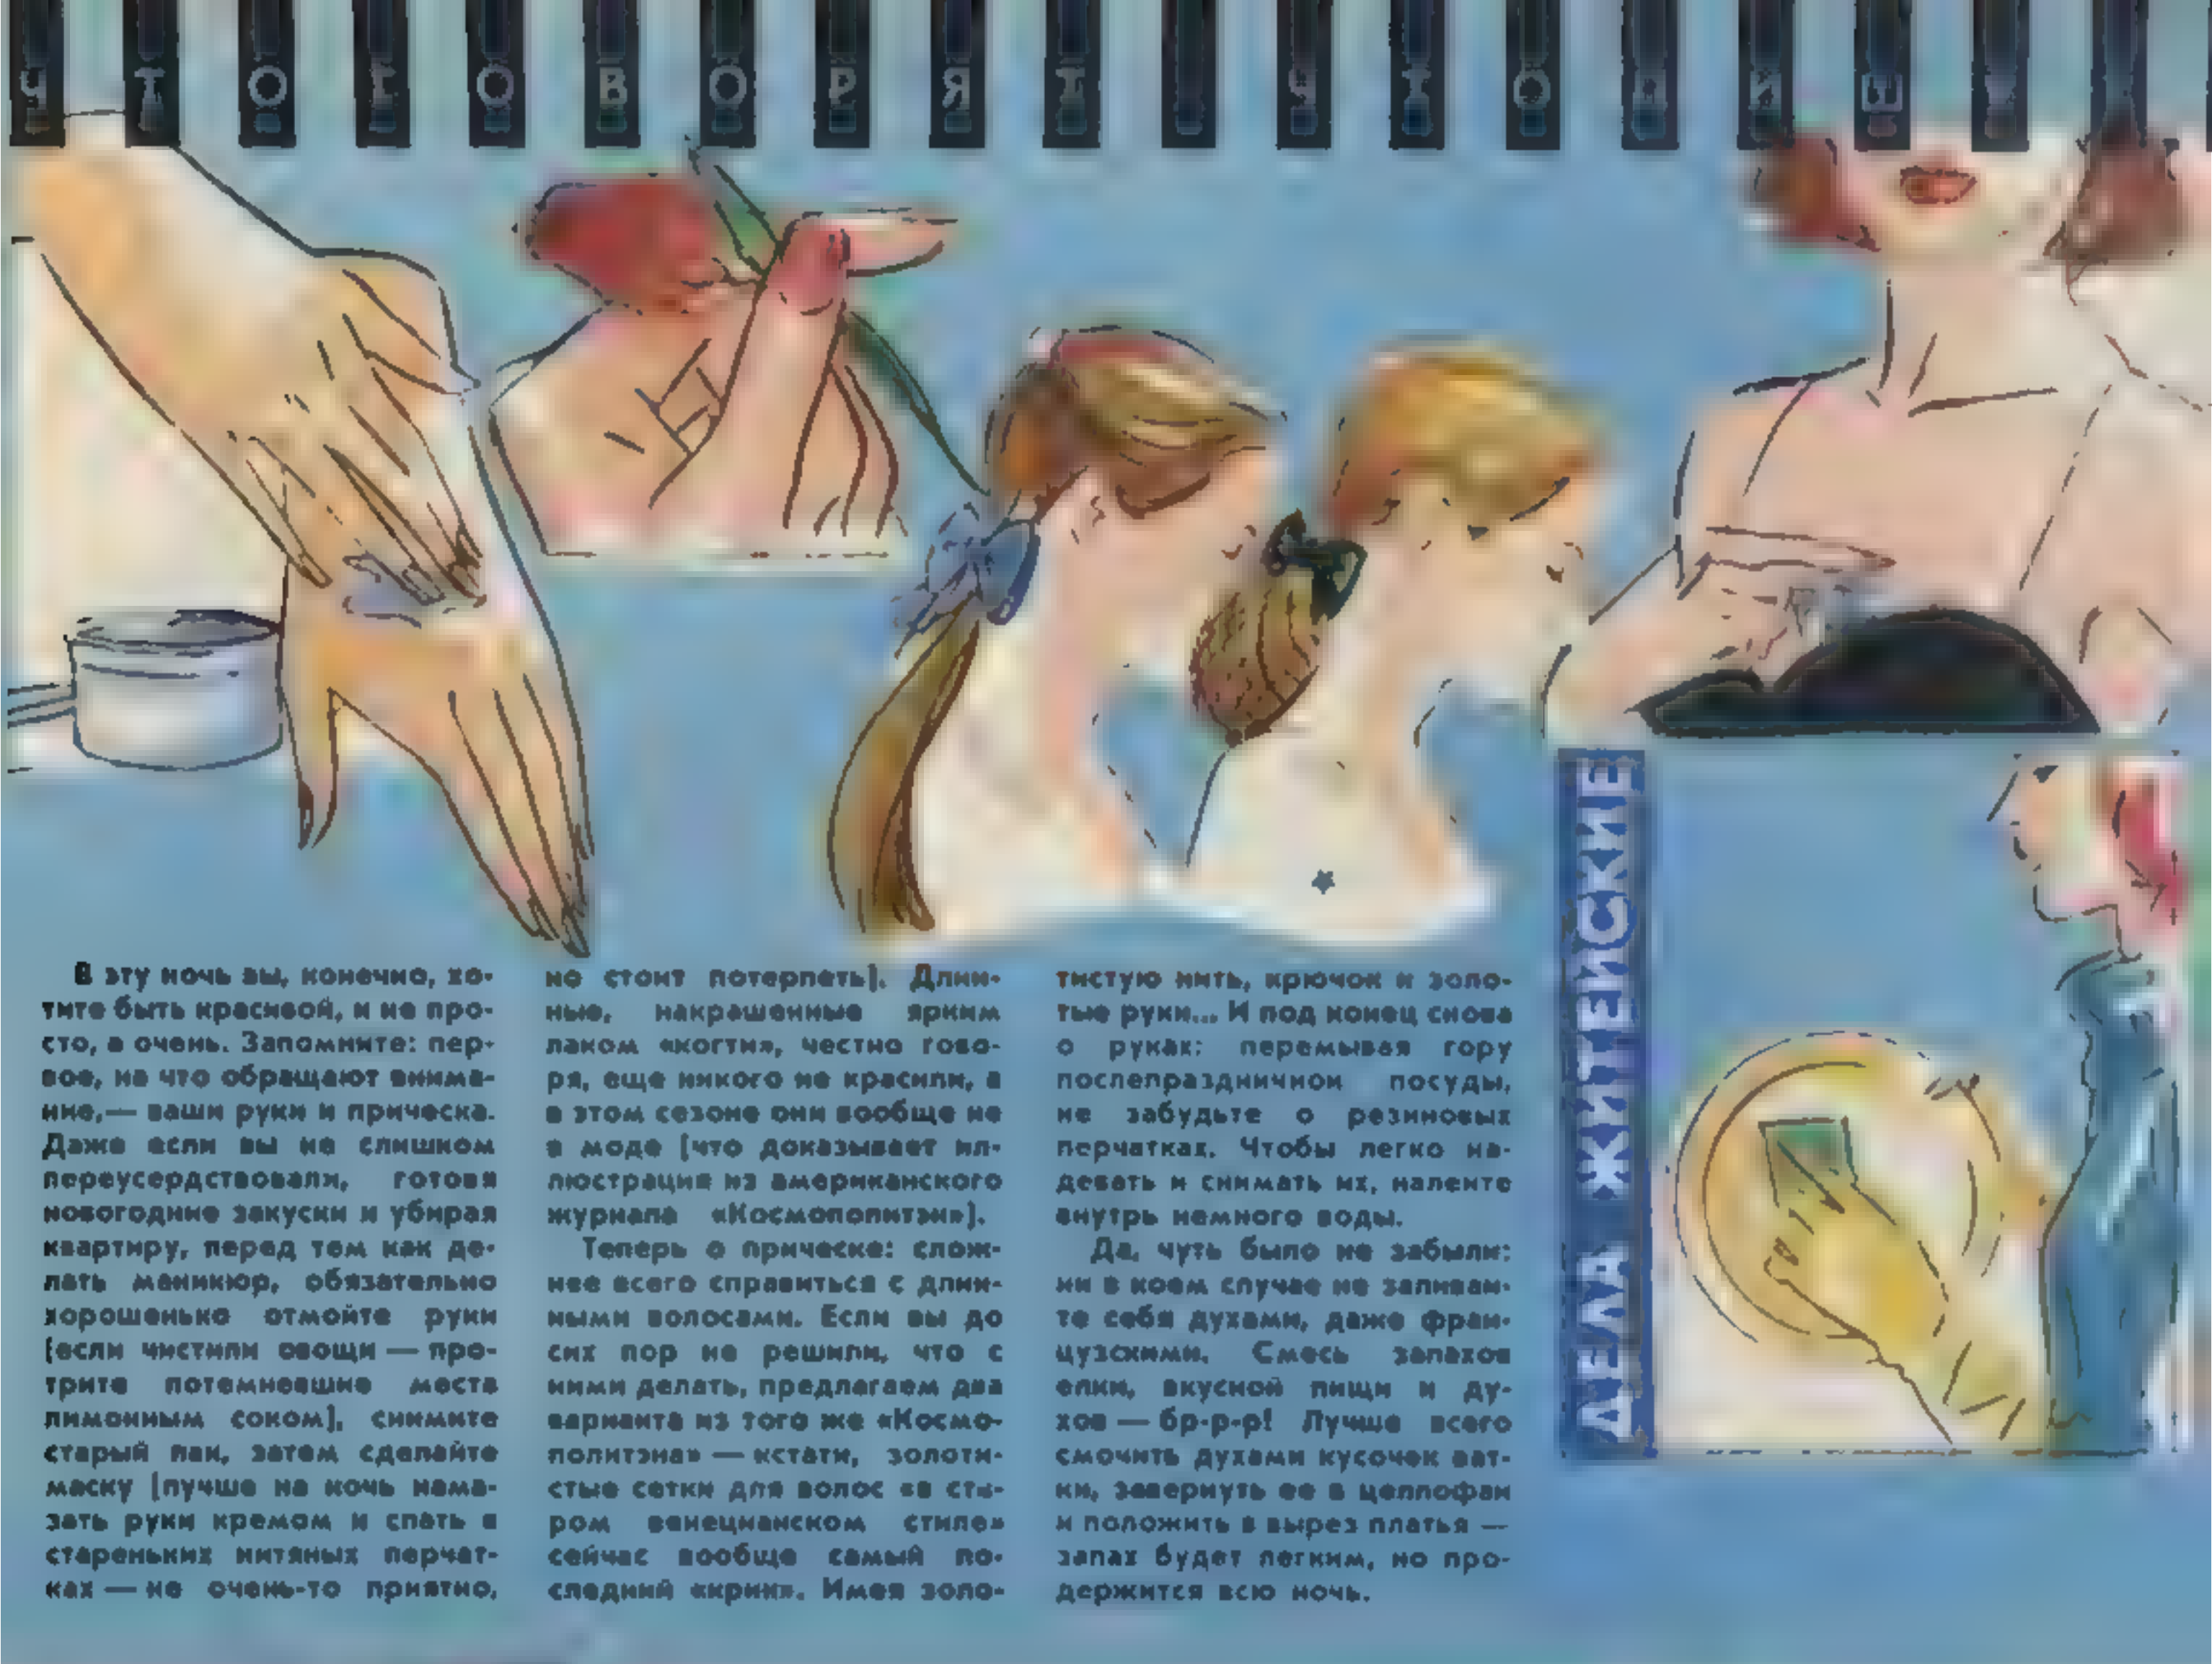 ЧТО ГОВОРЯТ, ЧТО
В эту ночь вы, конечно, хо-
тите быть красивой, и не про-
сто, а очень. Запомните: пер-
вое, на что обращают внима-
ние,— ваши руки и прическа.
Даже если вы не слишком
переусердствовали, готовя
новогодние закуски и убирая
квартиру, перед тем как де-
лать маникюр, обязательно
хорошенько отмойте руки
(если чистили овощи — про-
трите потемневшие места
лимонным соком), снимите
старый лак, затем сделайте
маску (лучше на ночь нама-
зать руки кремом и спать в
стареньких нитяных перчат-
ках — не очень-то приятно,
но стоит потерпеть). Длин-
ные, накрашенные ярким
лаком «когти», честно гово-
ря, еще никого не красили, а
в этом сезоне они вообще не
в моде (что доказывает ил-
люстрация из американского
журнала «Космополитэн»).
Теперь о прическе: слож-
нее всего справиться с длин-
ными волосами. Если вы до
сих пор не решили, что с
ними делать, предлагаем два
варианта из того же «Космо-
политэна» — кстати, золоти-
стые сетки для волос «в ста-
ром венецианском стиле»
сейчас вообще самый по-
следний «крик». Имея золо-
тистую нить, крючок и золо-
тые руки... И под конец снова
о руках: перемывая гору
послепраздничной посуды,
не забудьте о резиновых
перчатках. Чтобы легко на-
девать и снимать их, налейте
внутрь немного воды.
Да, чуть было не забыли:
ни в коем случае не заливай-
те себя духами, даже фран-
цузскими. Смесь запахов
елки, вкусной пищи и ду-
хов — бр-р-р! Лучше всего
смочить духами кусочек ват-
ки, завернуть ее в целлофан
и положить в вырез платья —
запах будет легким, но про-
держится всю ночь.
ДЕЛА ЖИТЕЙСКИЕ